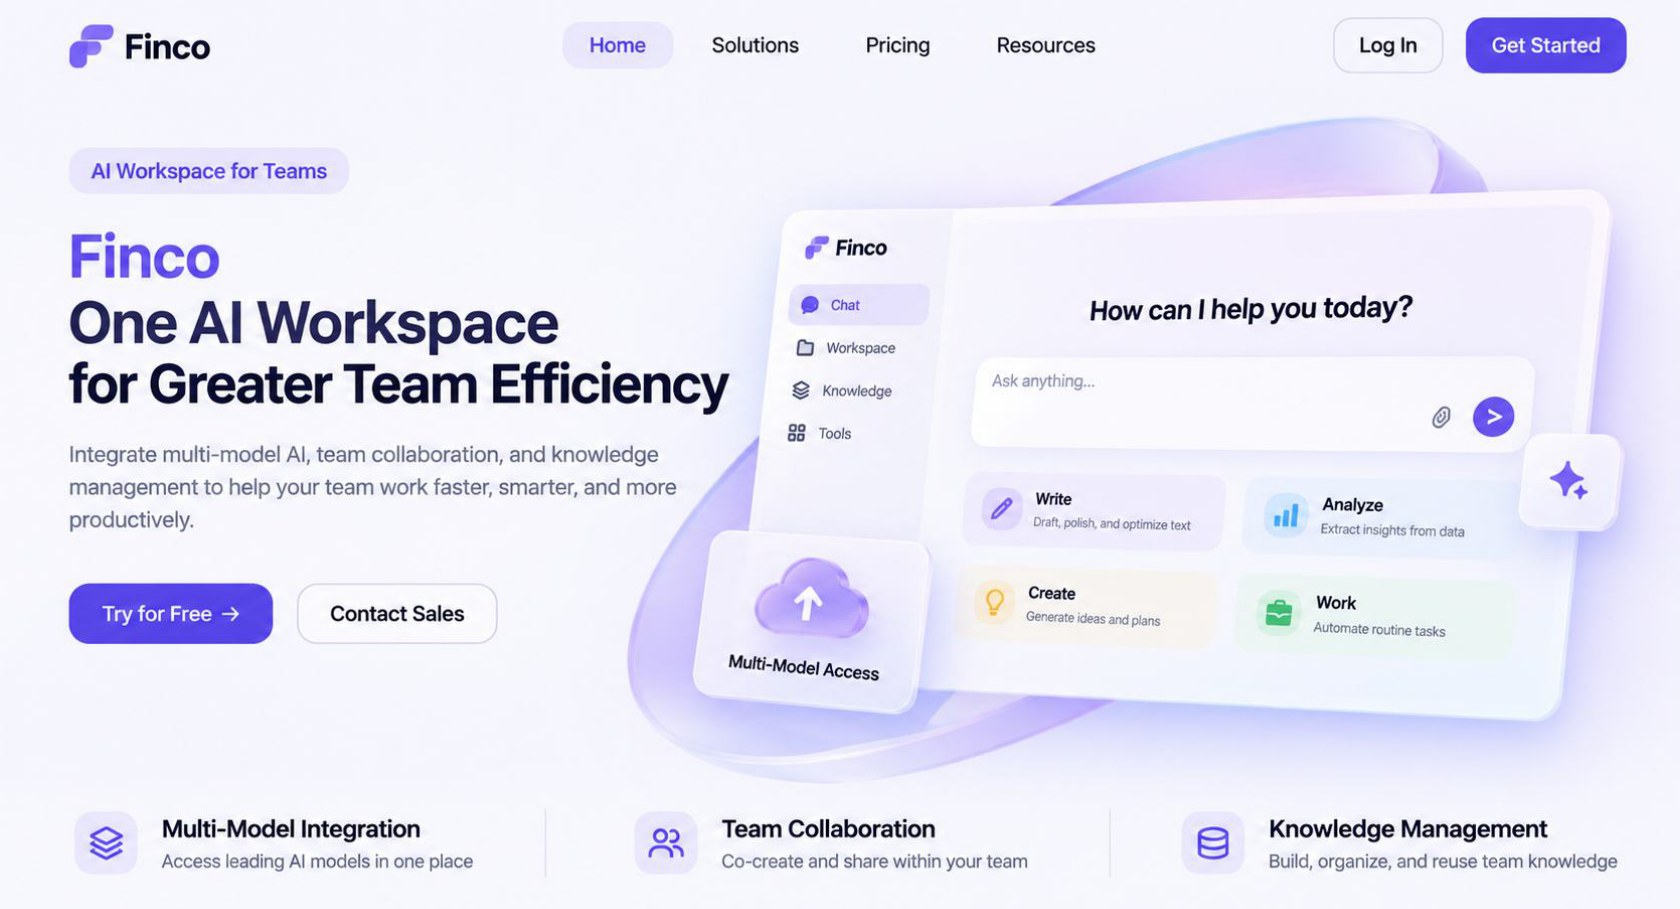 Finco
Home
Solutions
Pricing
Resources
Log In
Get Started
AI Workspace for Teams
Finco
One AI Workspace
for Greater Team Efficiency
Integrate multi-model AI, team collaboration, and knowledge
management to help your team work faster, smarter, and more
productively.
Try for Free →
Contact Sales
Finco
Chat
Workspace
Knowledge
Tools
How can I help you today?
Ask anything...
Write
Draft, polish, and optimize text
Analyze
Extract insights from data
Create
Generate ideas and plans
Work
Automate routine tasks
Multi-Model Access
Multi-Model Integration
Access leading AI models in one place
Team Collaboration
Co-create and share within your team
Knowledge Management
Build, organize, and reuse team knowledge